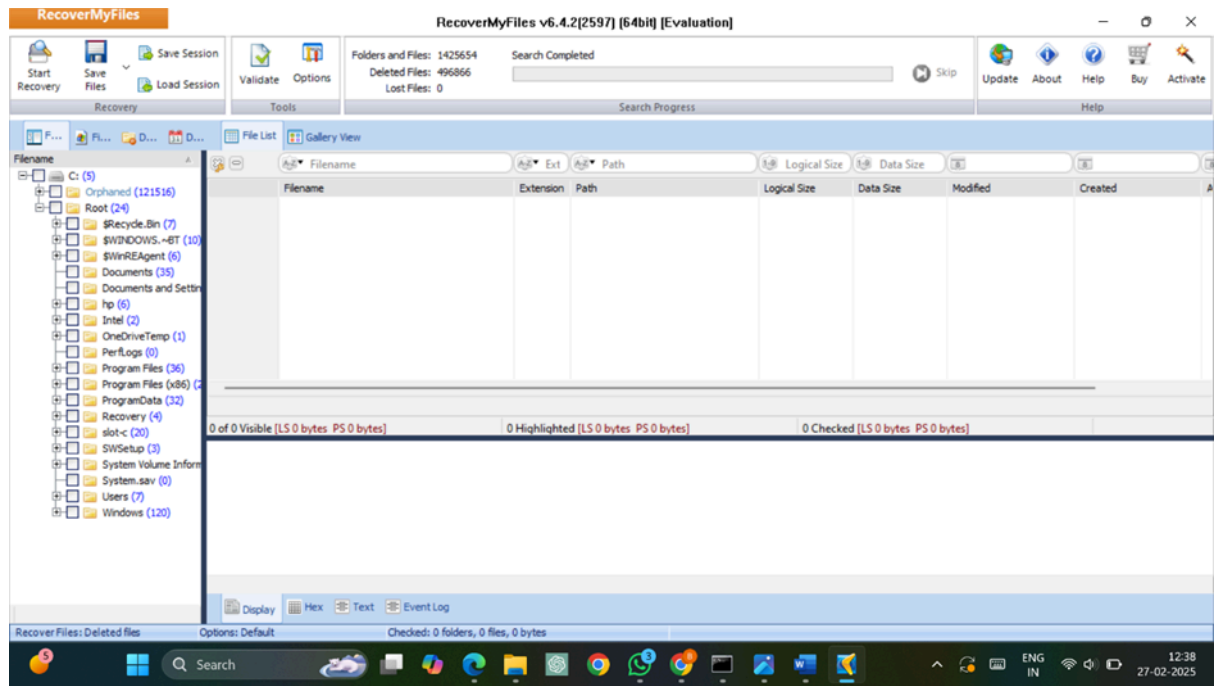 RecoverMyFiles
RecoverMyFiles v6.4.2(2597) [64bit] [Evaluation]
Start Recovery
Save Files
Save Session
Load Session
Validate
Options
Folders and Files: 1425654
Deleted Files: 496866
Lost Files: 0
Search Completed
Skip
Update
About
Help
Buy
Activate
Recovery
Tools
Search Progress
Help
F... Fi... D... D...
File List
Gallery View
Filename
C: (5)
Orphaned (121516)
Root (24)
$Recycle.Bin (7)
$WINDOWS.~BT (10)
$WinREAgent (6)
Documents (35)
Documents and Settin
hp (6)
Intel (2)
OneDriveTemp (1)
PerfLogs (0)
Program Files (36)
Program Files (x86) (2
ProgramData (32)
Recovery (4)
slot-c (20)
SWSetup (3)
System Volume Inform
System.sav (0)
Users (7)
Windows (120)
Filename Ext Path Logical Size Data Size
Filename Extension Path Logical Size Data Size Modified Created A
0 of 0 Visible [LS 0 bytes PS 0 bytes]
0 Highlighted [LS 0 bytes PS 0 bytes]
0 Checked [LS 0 bytes PS 0 bytes]
Display Hex Text Event Log
Recover Files: Deleted files
Options: Default
Checked: 0 folders, 0 files, 0 bytes
5
Search
3
ENG
IN
12:38
27-02-2025